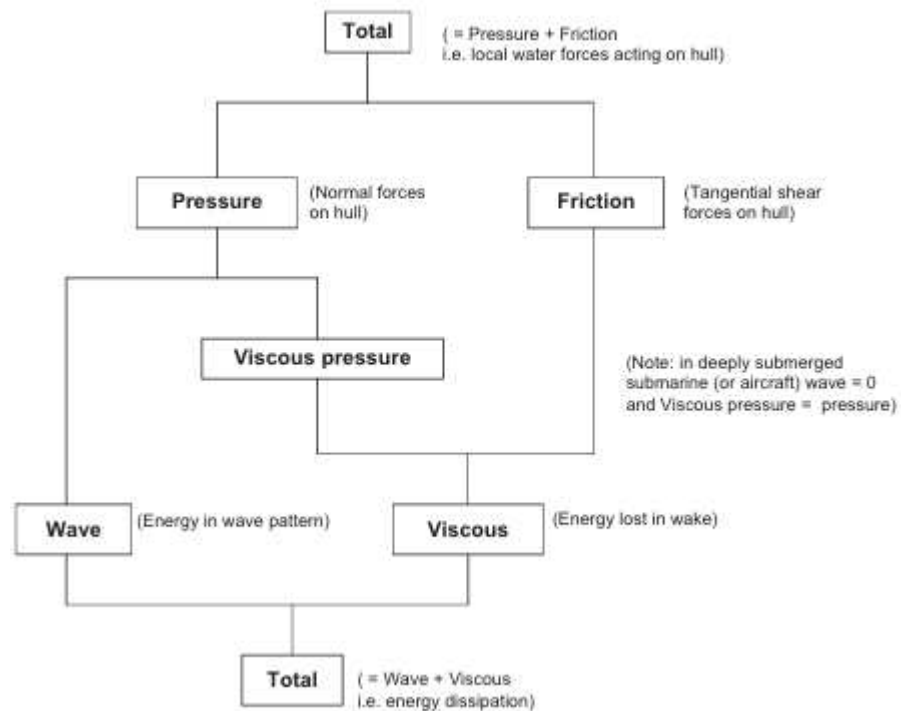 Total
( = Pressure + Friction
i.e. local water forces acting on hull)
Pressure
(Normal forces
on hull)
Friction
(Tangential shear
forces on hull)
Viscous pressure
(Note: in deeply submerged
submarine (or aircraft) wave = 0
and Viscous pressure = pressure)
Wave
(Energy in wave pattern)
Viscous
(Energy lost in wake)
Total
( = Wave + Viscous
i.e. energy dissipation)